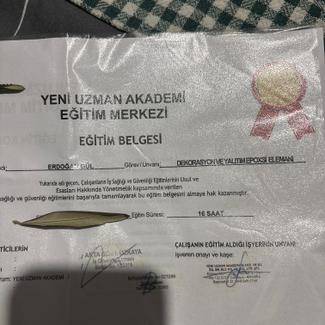 YENİ UZMAN AKADEMİ
EĞİTİM MERKEZİ
EĞİTİM BELGESİ
ERDOĞAN GÜL Görev/Unvanı: DEKORASYON VE YALITIM EPOKSİ ELEMANI
Yukarıda adı geçen, Çalışanların İş Sağlığı ve Güvenliği Eğitimlerinin Usul ve
Esasları Hakkında Yönetmelik kapsamında verilen
sağlığı ve güvenliği eğitimlerini başarıyla tamamlayarak bu eğitim belgesini almaya hak kazanmıştır.
Eğitim Süresi: 16 SAAT
ÇALIŞANIN EĞİTİM ALDIĞI İŞYERİNİN UNVANI
İşveren onayı ve kaşe:
YENİ UZMAN AKADEMİ